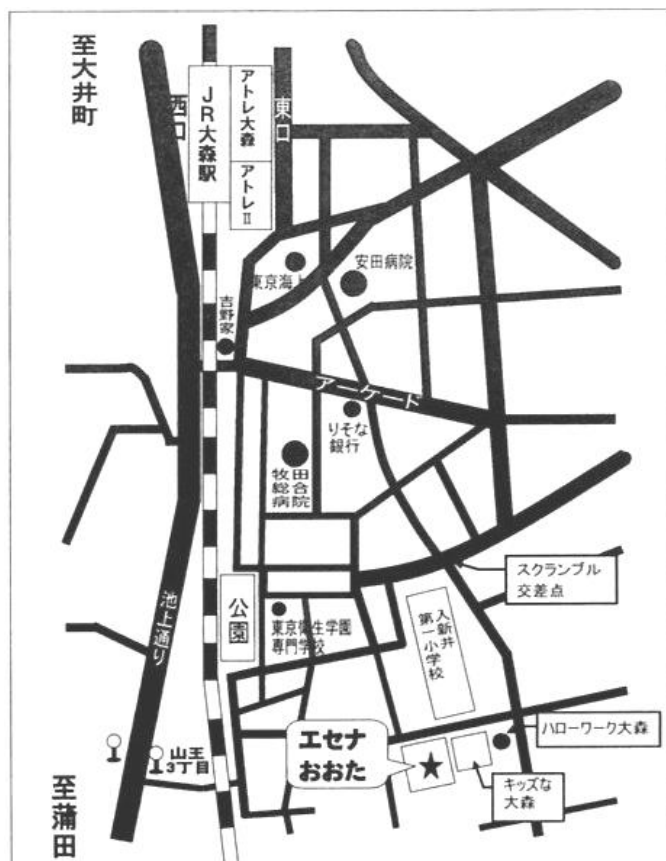 至大井町
西口
JR大森駅
アトレ大森
アトレⅡ
東口
東京海上
安田病院
吉野家
アーケード
りそな
銀行
牧田
総合
病院
スクランブル
交差点
公園
東京衛生学園
専門学校
入新井
第一小学校
池上通り
ハローワーク大森
エセナ
おおた
キッズな
大森
山王
3丁目
至蒲田